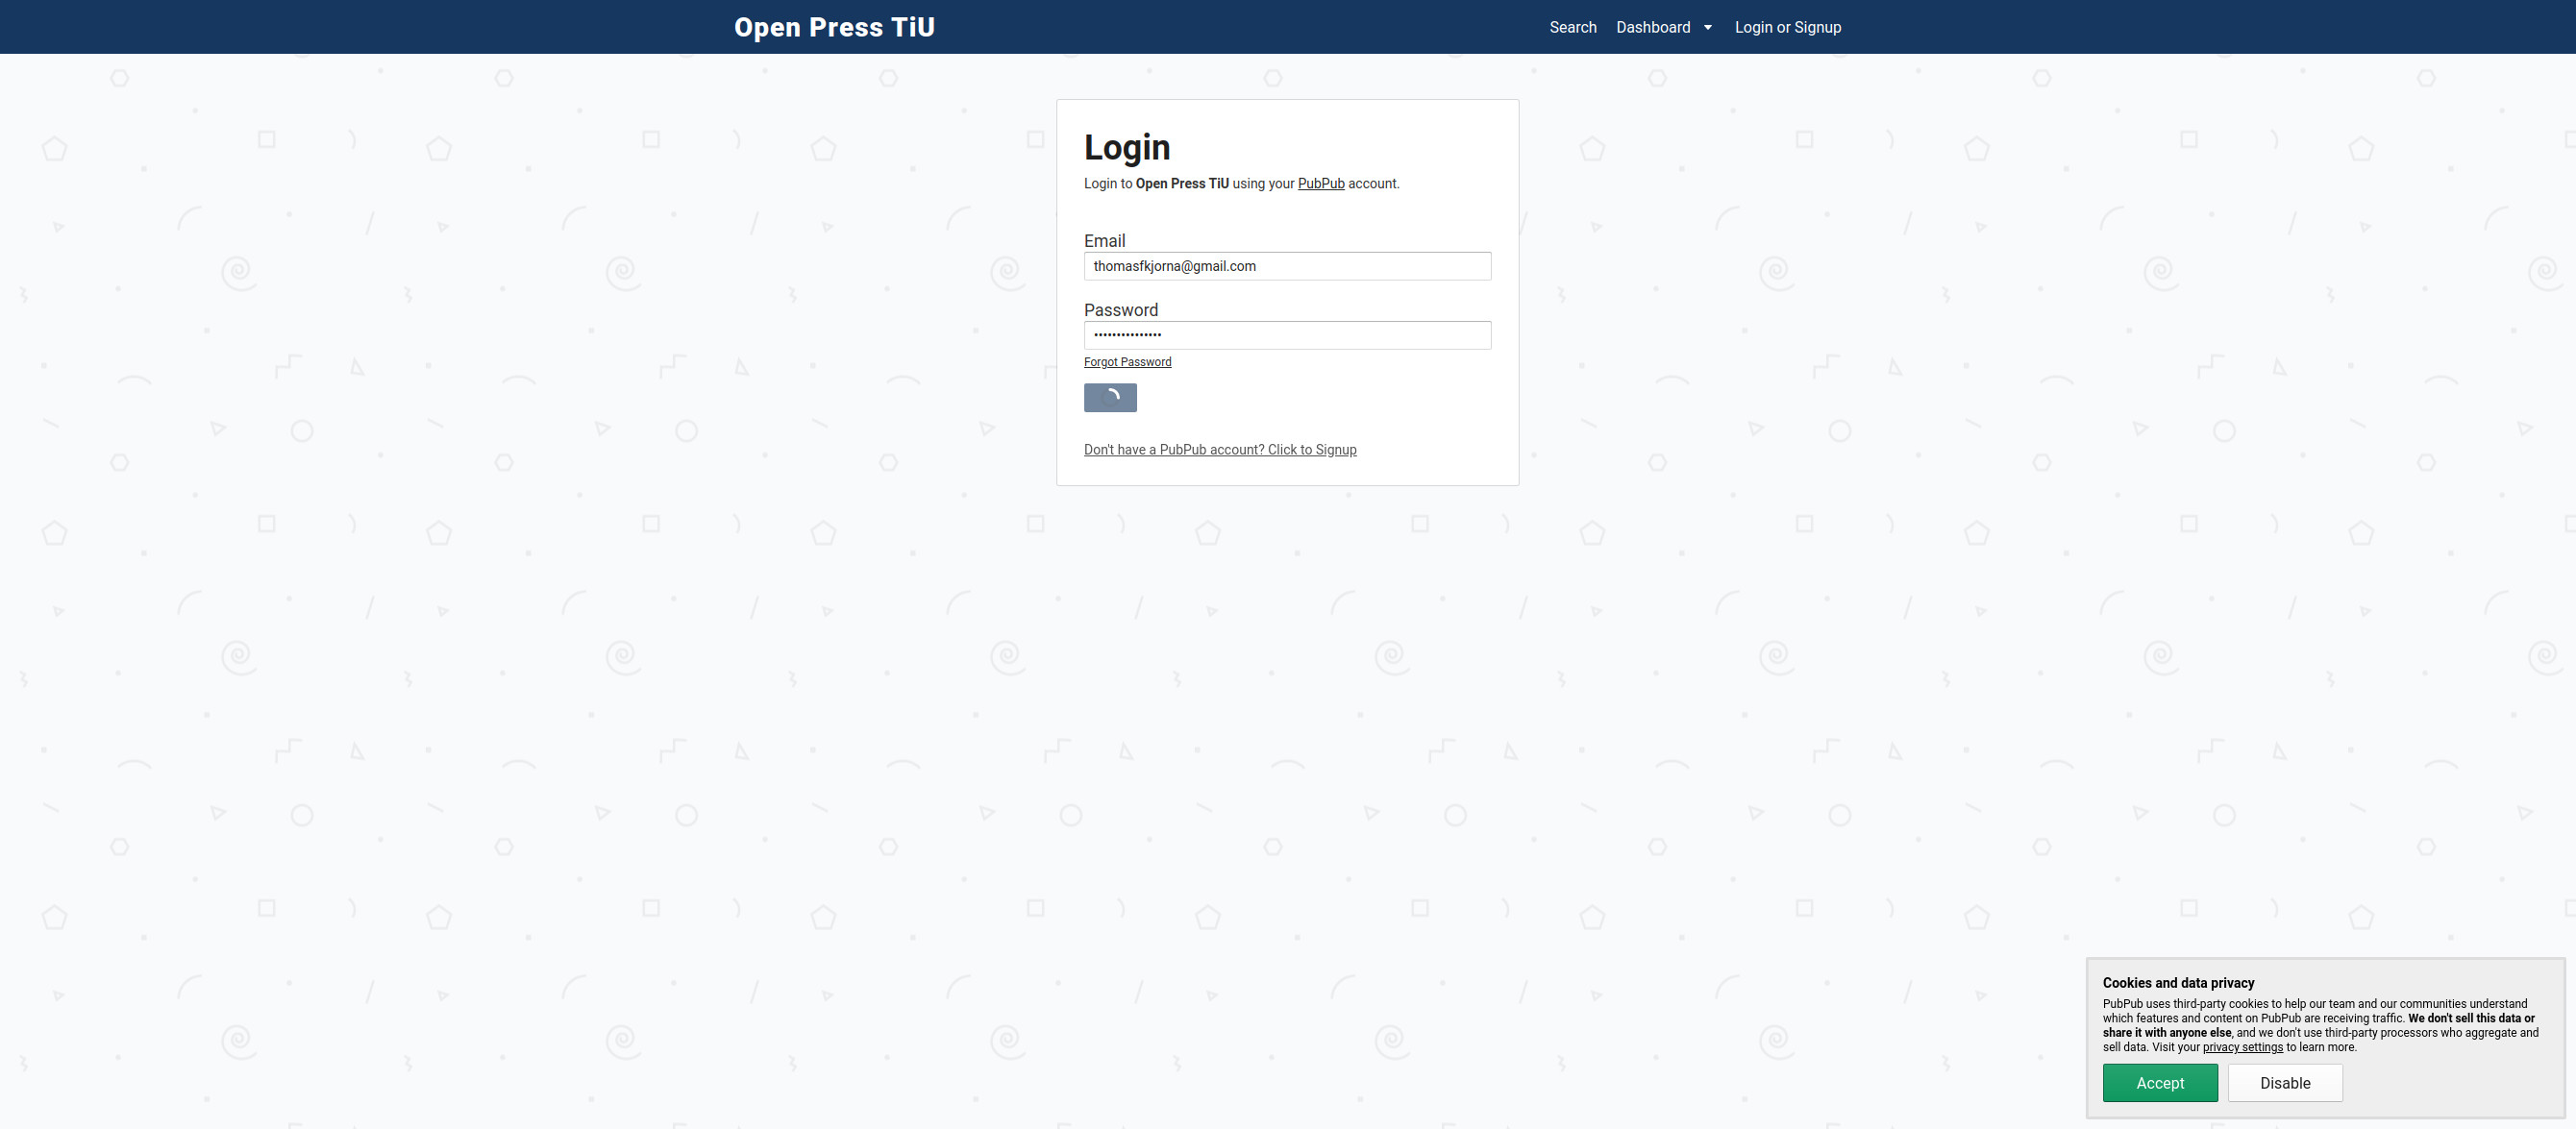 Open Press TiU
Search Dashboard Login or Signup
Login
Login to Open Press TiU using your PubPub account.
Email
thomasfkjorna@gmail.com
Password
•••••••••••••••
Forgot Password
Don't have a PubPub account? Click to Signup
Cookies and data privacy
PubPub uses third-party cookies to help our team and our communities understand
which features and content on PubPub are receiving traffic. We don't sell this data or
share it with anyone else, and we don't use third-party processors who aggregate and
sell data. Visit your privacy settings to learn more.
Accept Disable